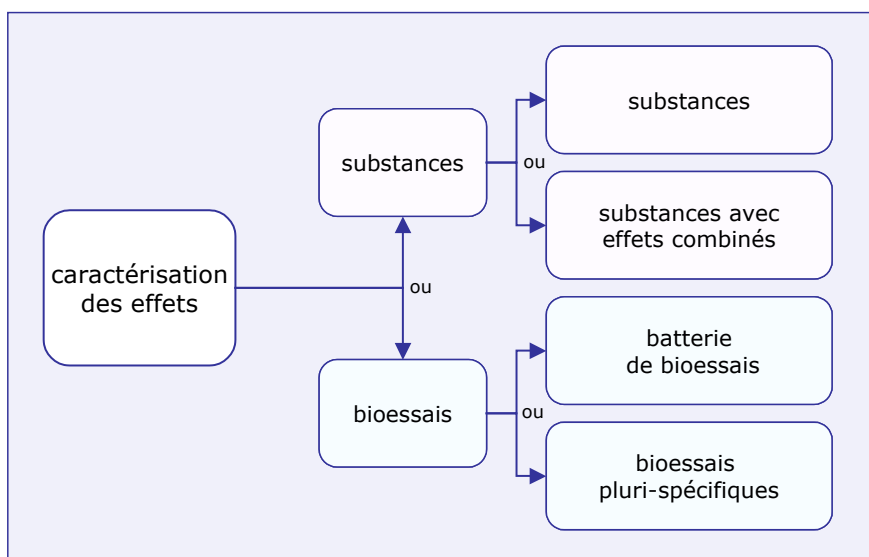 caractérisation
des effets
ou
substances
ou
substances
substances avec
effets combinés
bioessais
ou
batterie
de bioessais
bioessais
pluri-spécifiques